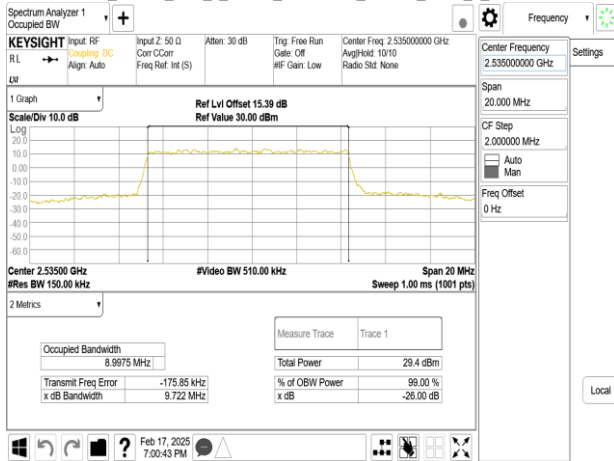 Spectrum Analyzer 1
Occupied BW
+
Frequency
KEYSIGHT
RL
LXI
Input: RF
Coupling: DC
Align: Auto
Input Z: 50 Ω
Corr CCorr
Freq Ref: Int (S)
Atten: 30 dB
Trig: Free Run
Gate: Off
#IF Gain: Low
Center Freq: 2.535000000 GHz
Avg|Hold: 10/10
Radio Std: None
Center Frequency
2.535000000 GHz
Settings
Span
20.000 MHz
CF Step
2.000000 MHz
Auto
Man
Freq Offset
0 Hz
Local
1 Graph
Scale/Div 10.0 dB
Ref Lvl Offset 15.39 dB
Ref Value 30.00 dBm
Log
20.0
10.0
0.00
-10.0
-20.0
-30.0
-40.0
-50.0
-60.0
Center 2.53500 GHz
#Video BW 510.00 kHz
Span 20 MHz
#Res BW 150.00 kHz
Sweep 1.00 ms (1001 pts)
2 Metrics
Measure Trace Trace 1
Occupied Bandwidth
8.9975 MHz
Total Power 29.4 dBm
Transmit Freq Error -175.85 kHz
% of OBW Power 99.00 %
x dB Bandwidth 9.722 MHz
x dB -26.00 dB
?
Feb 17, 2025
7:00:43 PM